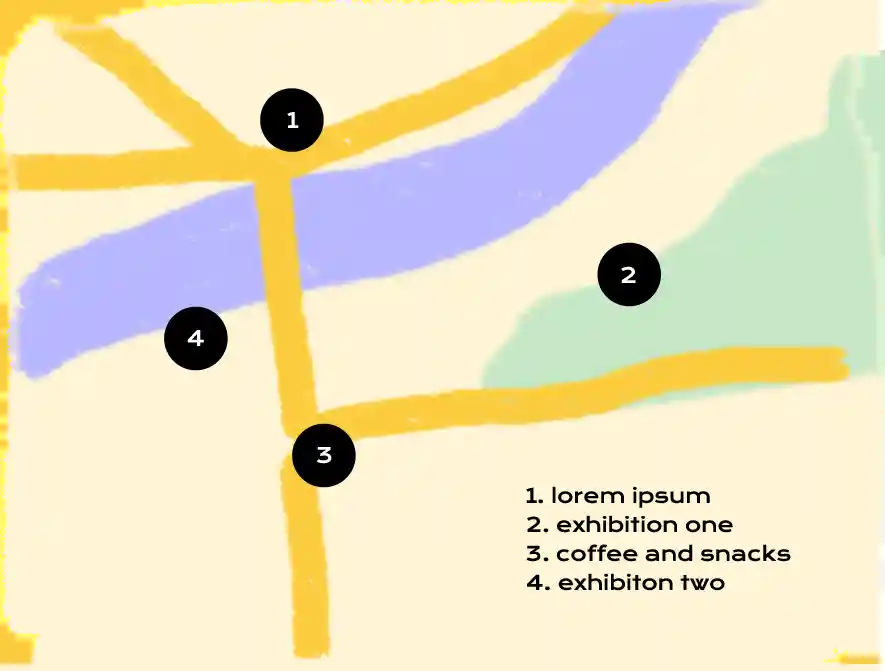 1
2
4
3
1. lorem ipsum
2. exhibition one
3. coffee and snacks
4. exhibiton two